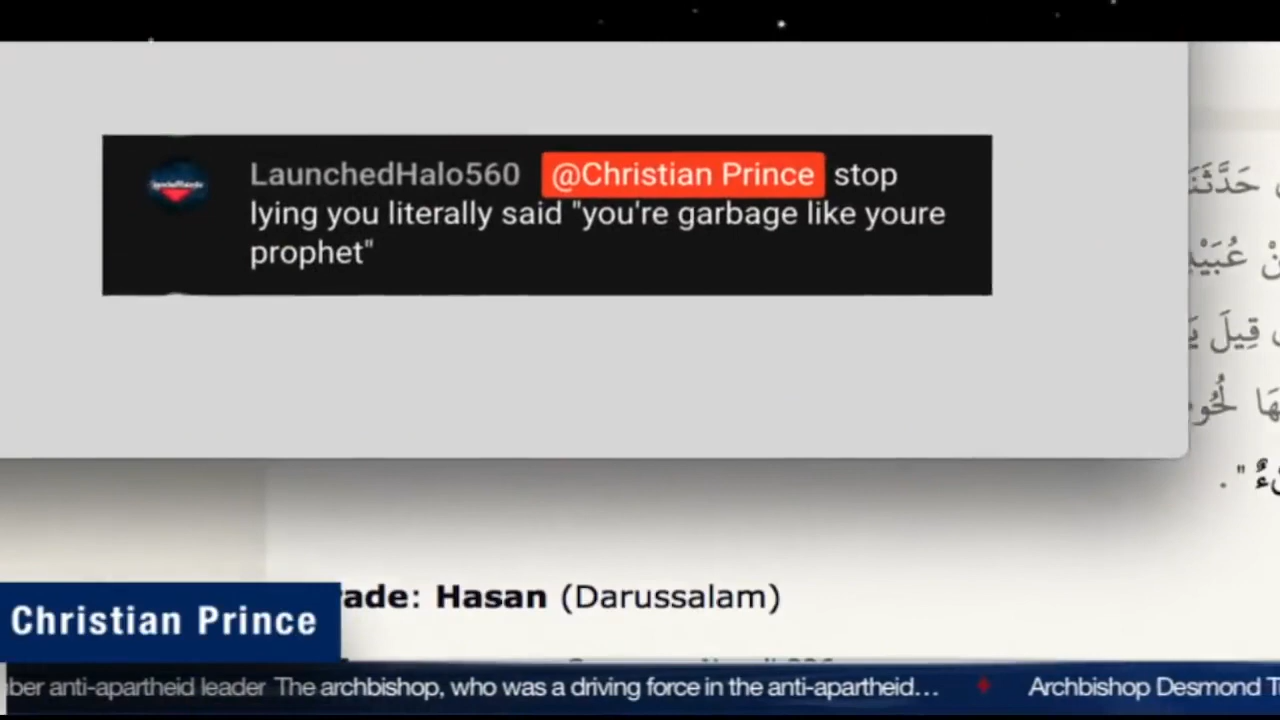 LaunchedHalo560 @Christian Prince stop
lying you literally said "you're garbage like youre
prophet"
حَدَّثَنَ
عُبَيْدِ
قِيلَ
هَا لُحُو
ade: Hasan (Darussalam)
Christian Prince
ber anti-apartheid leader The archbishop, who was a driving force in the anti-apartheid… Archbishop Desmond T